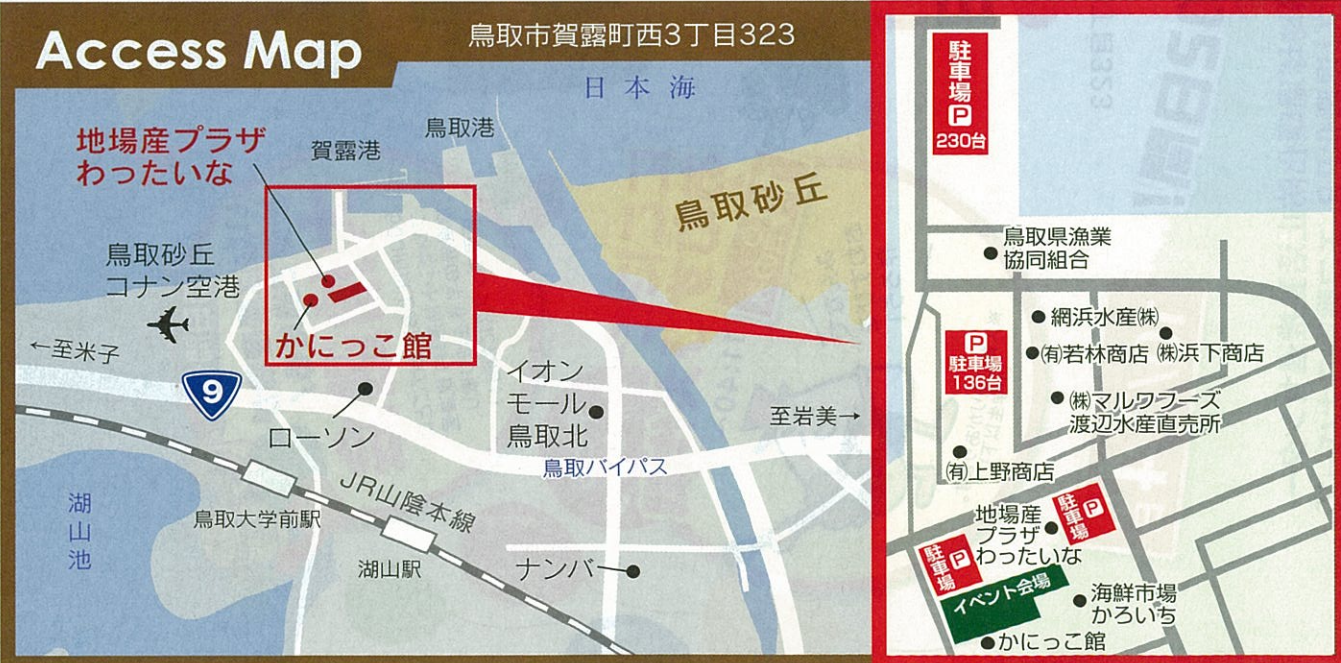 Access Map
鳥取市賀露町西3丁目323
日本海
地場産プラザ
わったいな
賀露港
鳥取港
鳥取砂丘
鳥取砂丘
コナン空港
かにっこ館
←至米子
9
ローソン
イオン
モール
鳥取北
至岩美→
鳥取バイパス
JR山陰本線
湖山池
鳥取大学前駅
湖山駅
ナンバ
駐車場
P
230台
鳥取県漁業
協同組合
網浜水産㈱
㈲若林商店
㈱浜下商店
P
駐車場
136台
㈱マルワフーズ
渡辺水産直売所
㈲上野商店
地場産
プラザ
わったいな
駐車場 P
駐車場 P
イベント会場
海鮮市場
かろいち
かにっこ館